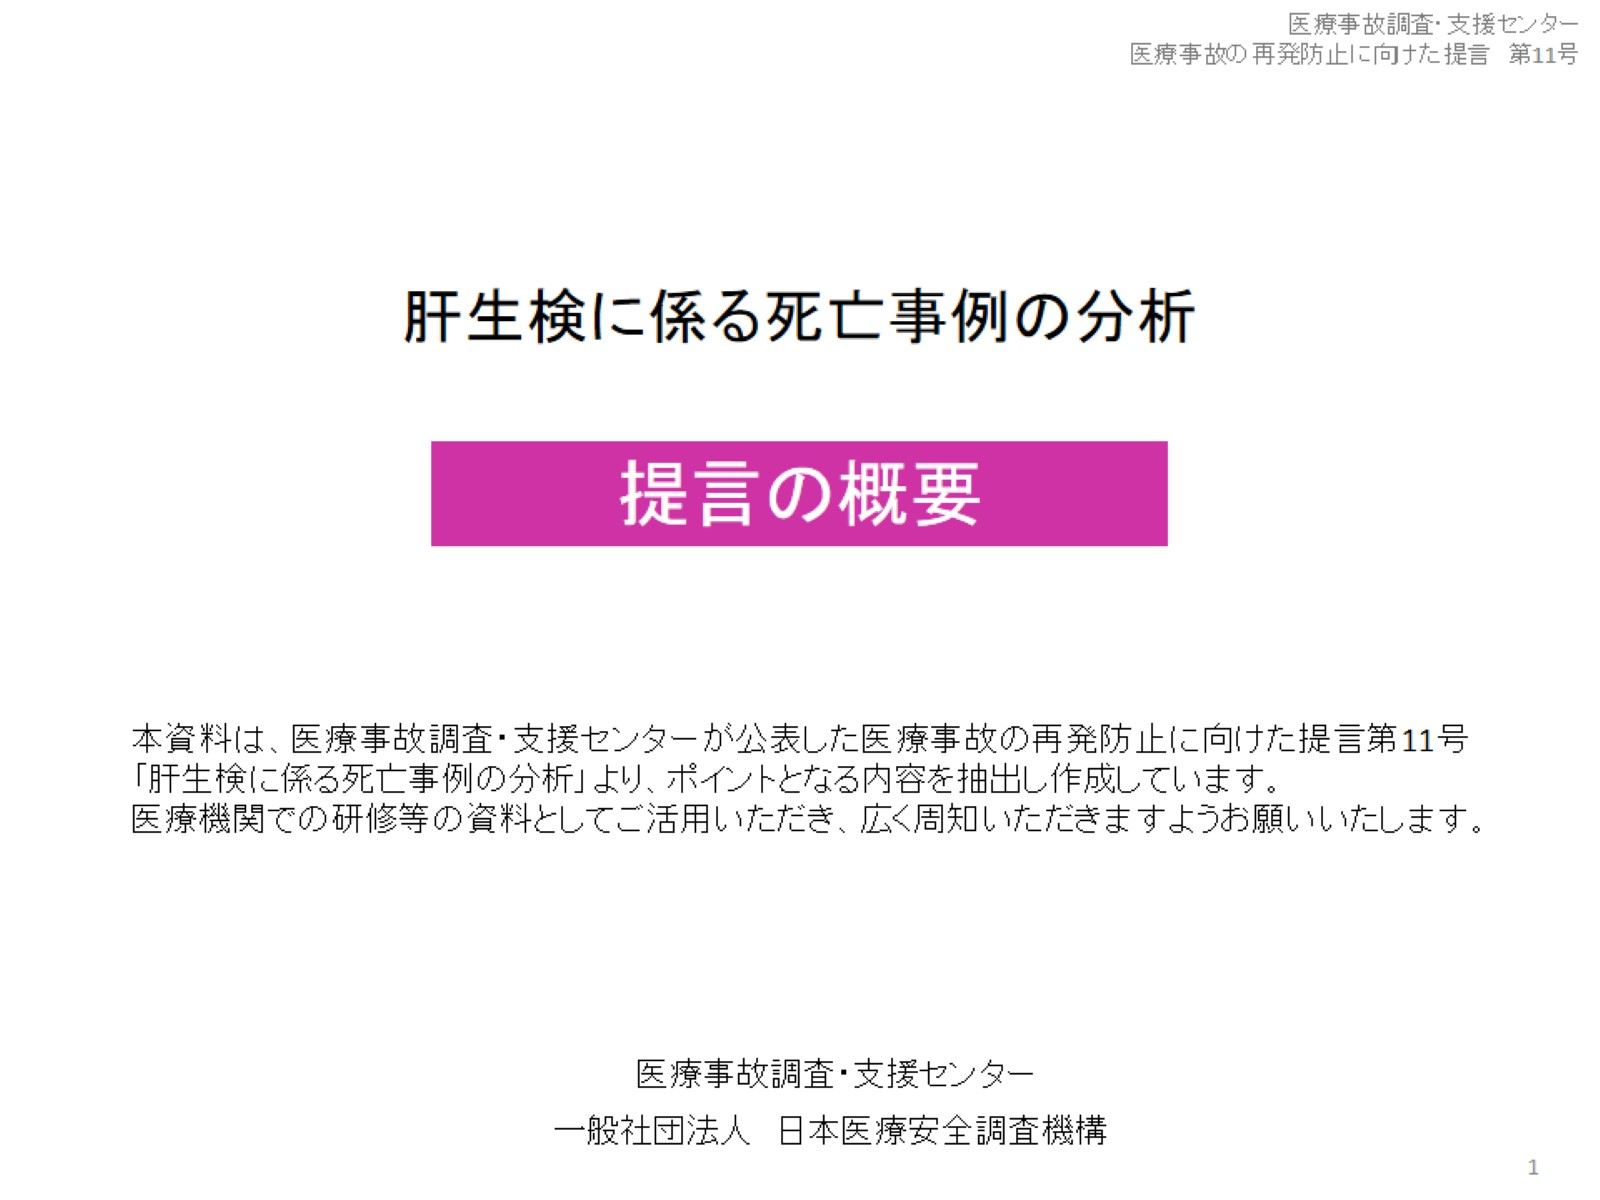 医療事故調査・支援センター
医療事故の再発防止に向けた提言　第11号
肝生検に係る死亡事例の分析
提言の概要
本資料は、医療事故調査・支援センターが公表した医療事故の再発防止に向けた提言第11号
「肝生検に係る死亡事例の分析」より、ポイントとなる内容を抽出し作成しています。
医療機関での研修等の資料としてご活用いただき、広く周知いただきますようお願いいたします。
医療事故調査・支援センター
一般社団法人　日本医療安全調査機構
1